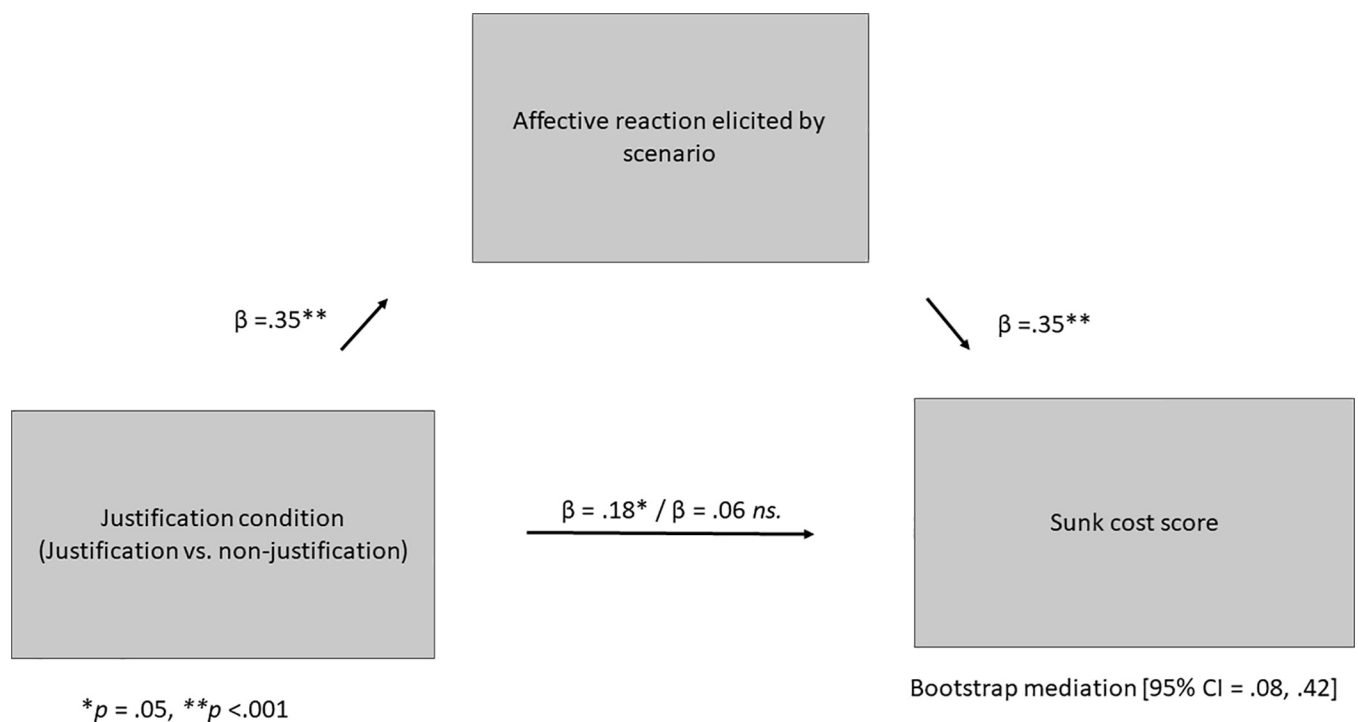 Affective reaction elicited by
scenario
β =.35**
β =.35**
Justification condition
(Justification vs. non-justification)
β = .18* / β = .06 ns.
Sunk cost score
*p = .05, **p <.001
Bootstrap mediation [95% CI = .08, .42]